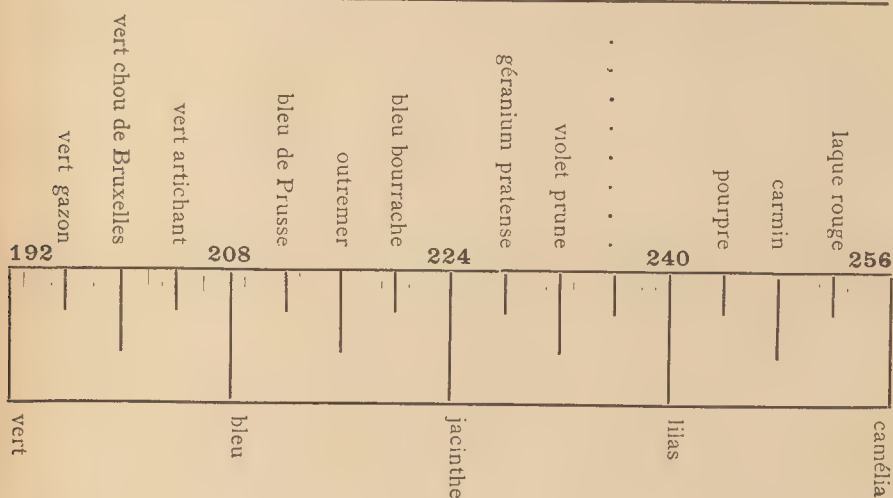 vert gazon
vert chou de Bruxelles
vert artichant
bleu de Prusse
outremer
bleu bourrache
géranium pratense
violet prune
. , . . . . . .
pourpre
carmin
laque rouge
192
208
224
240
256
vert
bleu
jacinthe
lilas
camélia